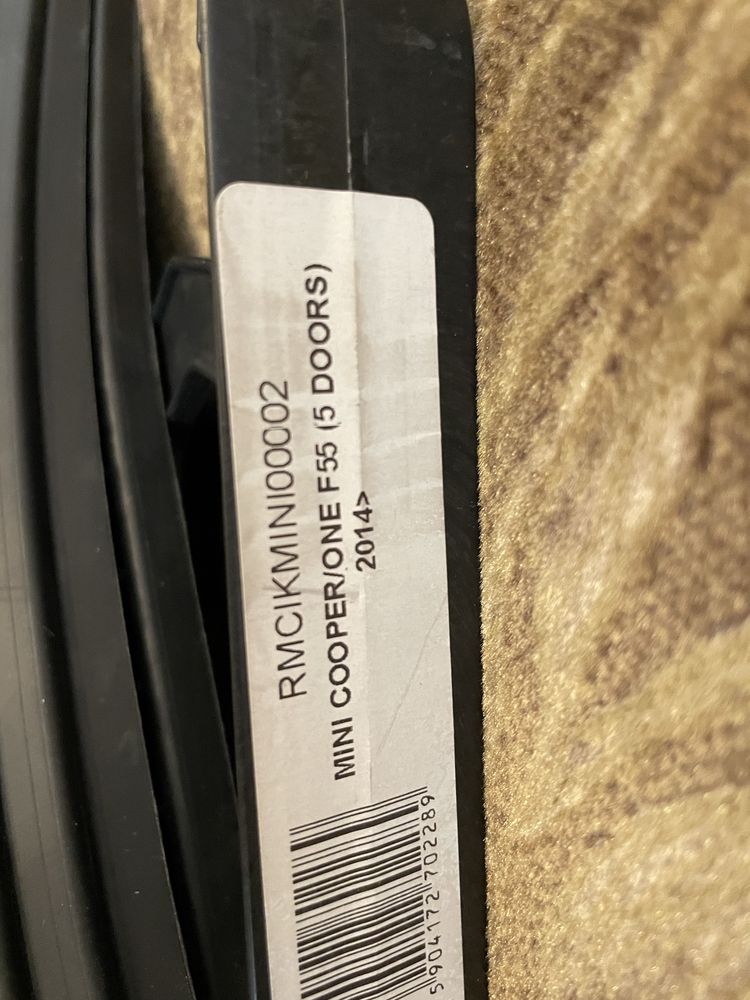 RMCIKMINI00002
MINI COOPER/ONE F55 (5 DOORS)
2014>
5904172702289